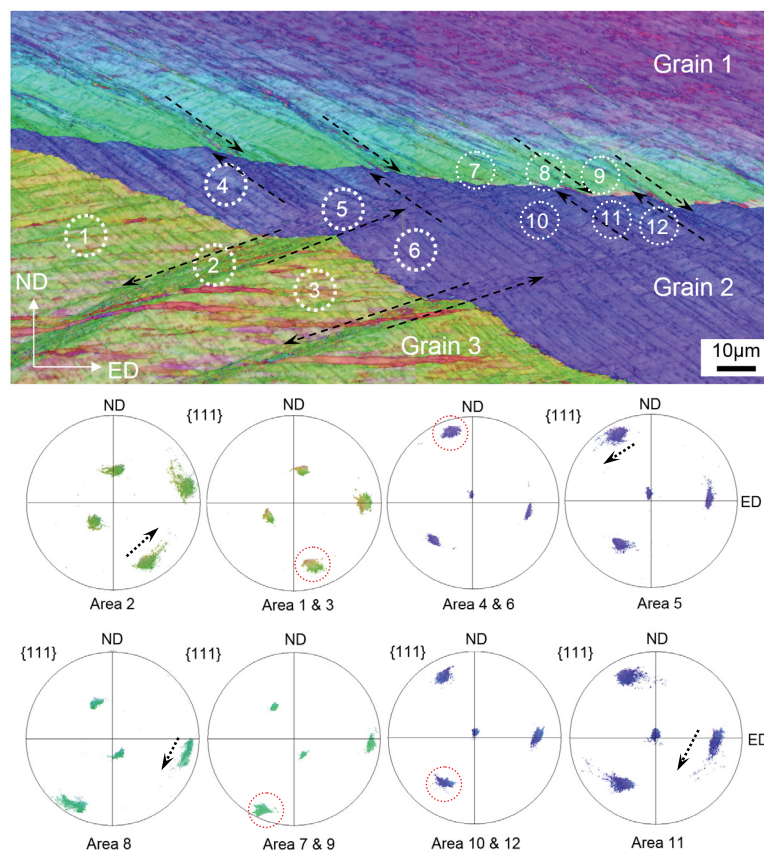 Grain 1
7
8
9
4
5
10
11
12
1
2
6
3
ND
Grain 2
Grain 3
ED
10μm
ND
{111}
ND
ND
{111}
ND
ED
Area 2
Area 1 & 3
Area 4 & 6
Area 5
{111}
ND
{111}
ND
{111}
ND
{111}
ND
ED
Area 8
Area 7 & 9
Area 10 & 12
Area 11